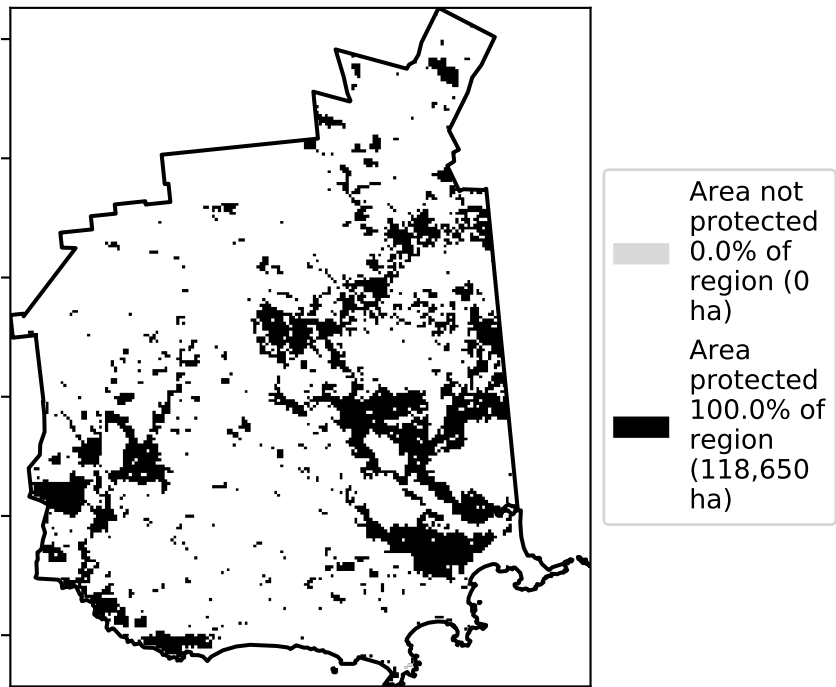 Area not
protected
0.0% of
region (0
ha)
Area
protected
100.0% of
region
(118,650
ha)